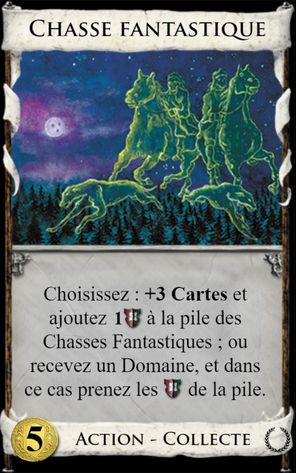 Chasse fantastique
Choisissez : +3 Cartes et
ajoutez 1 à la pile des
Chasses Fantastiques ; ou
recevez un Domaine, et dans
ce cas prenez les de la pile.
5
Action - Collecte